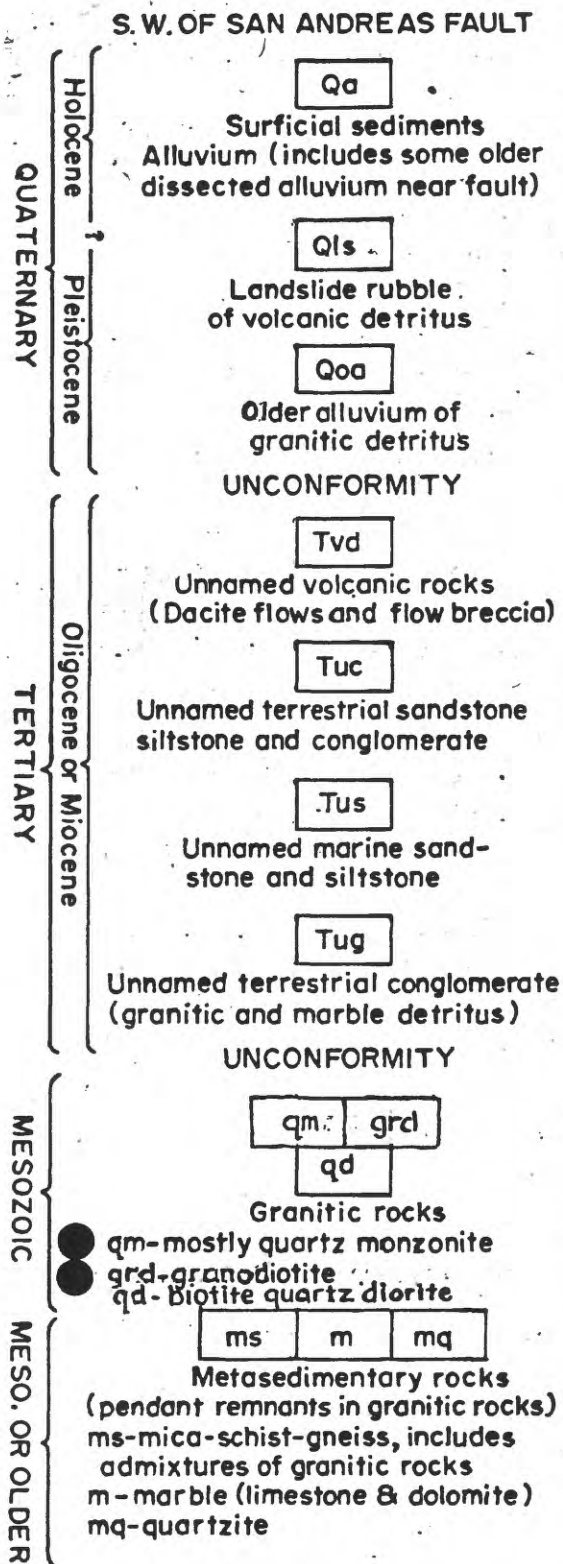 S.W. OF SAN ANDREAS FAULT
QUATERNARY
Holocene
?
Pleistocene
Qa
Surficial sediments
Alluvium (includes some older
dissected alluvium near fault)
Qls
Landslide rubble
of volcanic detritus
Qoa
Older alluvium of
granitic detritus
UNCONFORMITY
TERTIARY
Oligocene or Miocene
Tvd
Unnamed volcanic rocks
(Dacite flows and flow breccia)
Tuc
Unnamed terrestrial sandstone
siltstone and conglomerate
Tus
Unnamed marine sand-
stone and siltstone
Tug
Unnamed terrestrial conglomerate
(granitic and marble detritus)
UNCONFORMITY
MESOZOIC
qm grd
qd
Granitic rocks
qm-mostly quartz monzonite
grd-granodiotite
qd-biotite quartz diorite
MESO. OR OLDER
ms m mq
Metasedimentary rocks
(pendant remnants in granitic rocks)
ms-mica-schist-gneiss, includes
admixtures of granitic rocks
m-marble (limestone & dolomite)
mq-quartzite